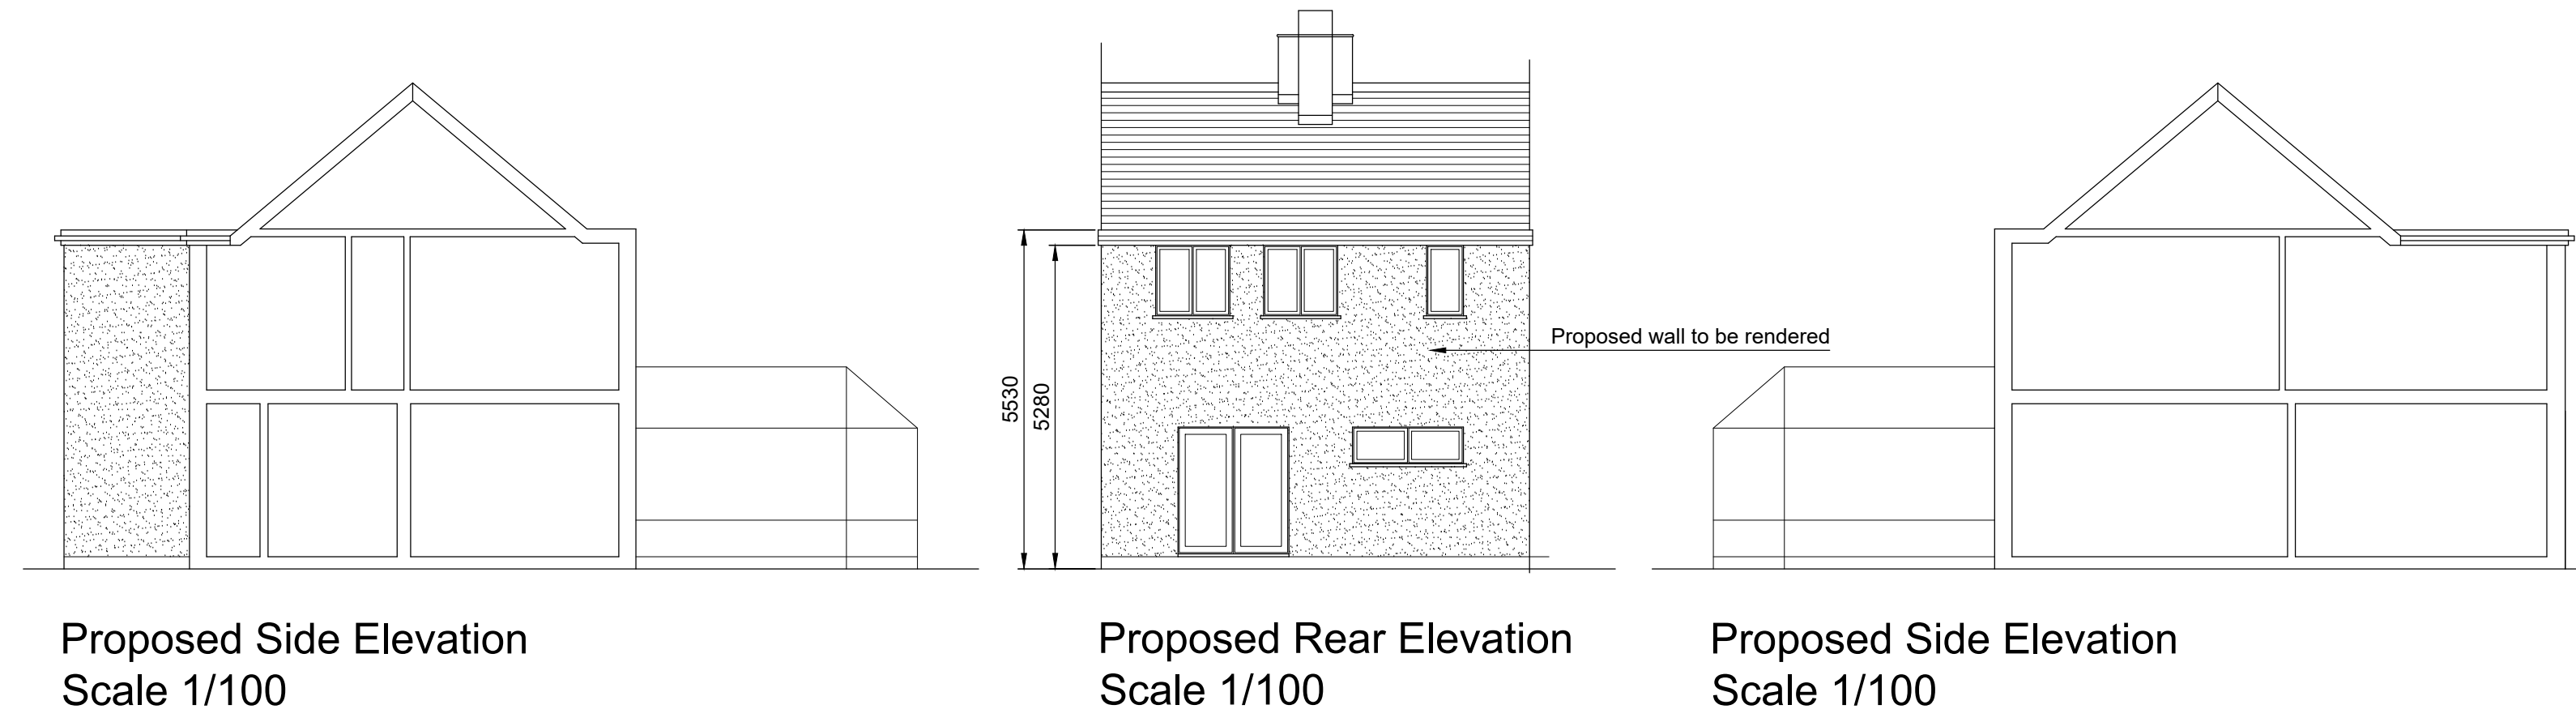 Proposed wall to be rendered
5530
5280
Proposed Side Elevation
Scale 1/100
Proposed Rear Elevation
Scale 1/100
Proposed Side Elevation
Scale 1/100